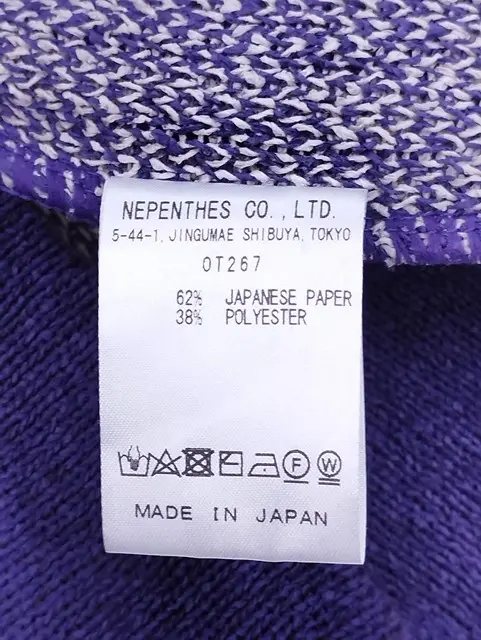 NEPENTHES CO.,LTD.
5-44-1, JINGUMAE SHIBUYA, TOKYO
OT267
62% JAPANESE PAPER
38% POLYESTER
F W
MADE IN JAPAN